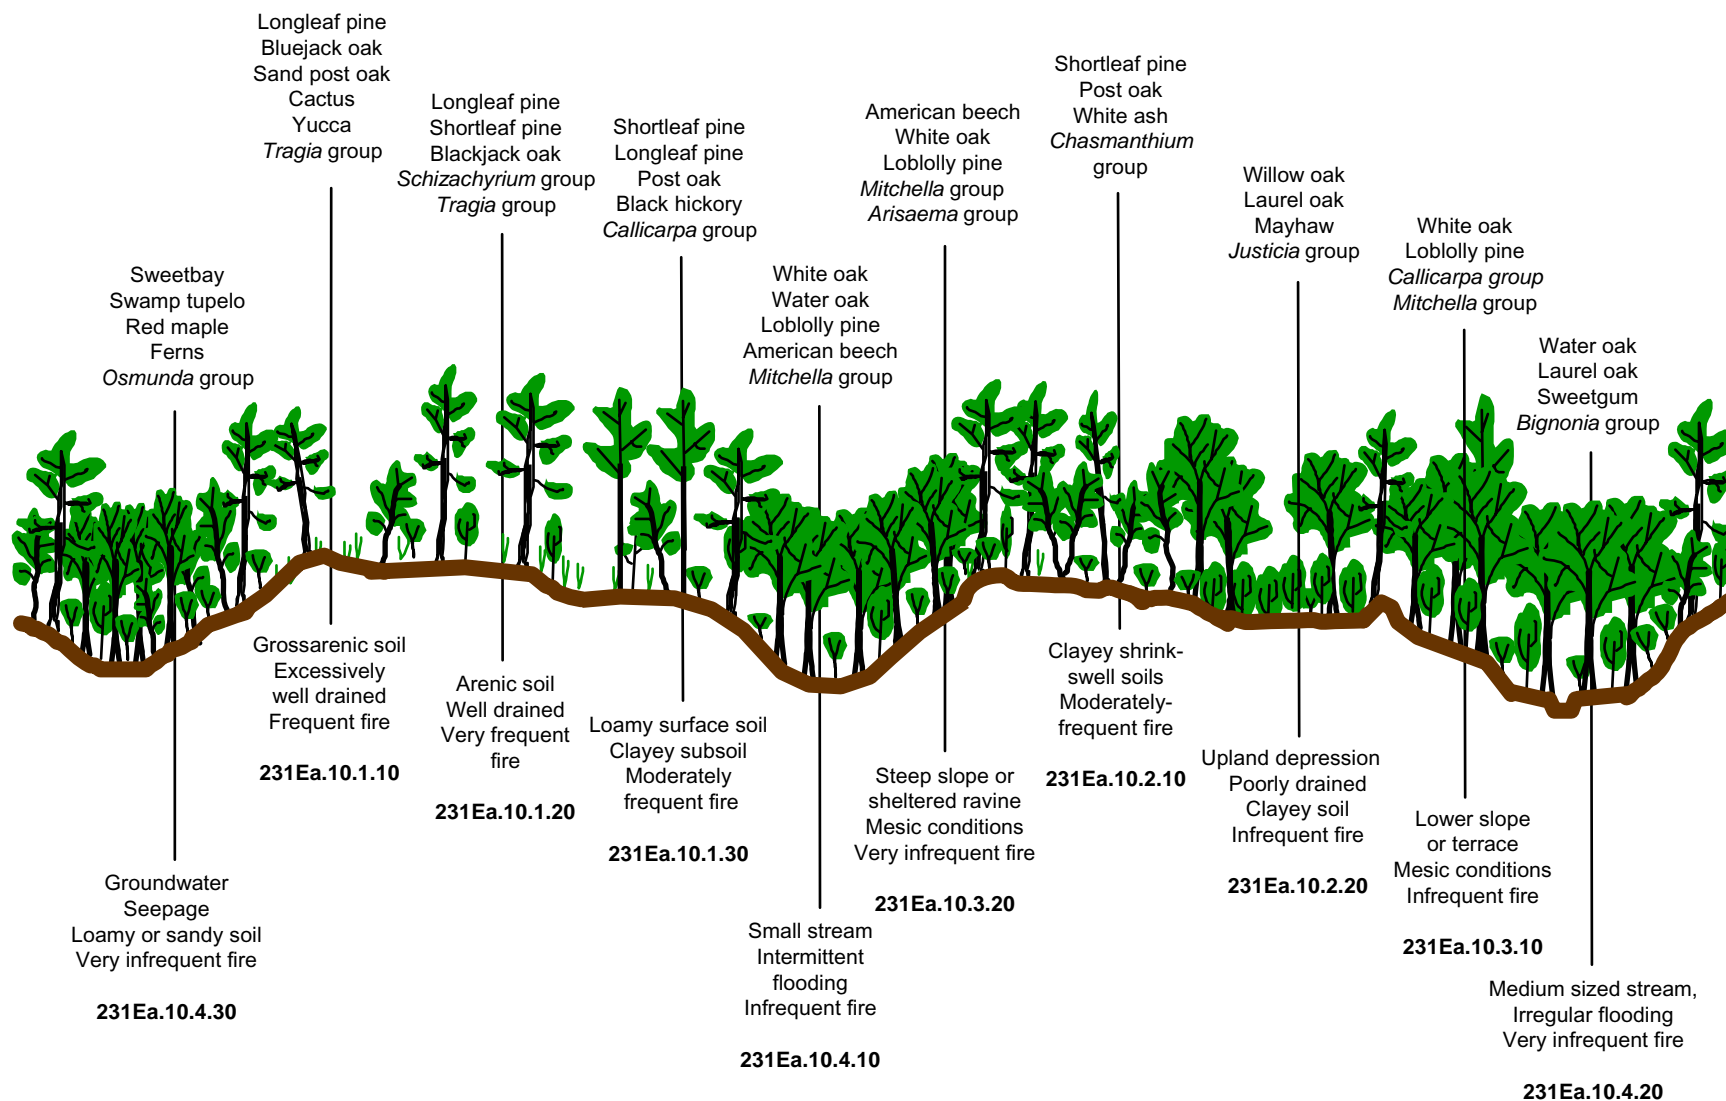 Longleaf pine
Bluejack oak
Sand post oak
Cactus
Yucca
Tragia group
Longleaf pine
Shortleaf pine
Blackjack oak
Schizachyrium group
Tragia group
Shortleaf pine
Longleaf pine
Post oak
Black hickory
Callicarpa group
American beech
White oak
Loblolly pine
Mitchella group
Arisaema group
Shortleaf pine
Post oak
White ash
Chasmanthium
group
Willow oak
Laurel oak
Mayhaw
Justicia group
White oak
Loblolly pine
Callicarpa group
Mitchella group
Sweetbay
Swamp tupelo
Red maple
Ferns
Osmunda group
White oak
Water oak
Loblolly pine
American beech
Mitchella group
Water oak
Laurel oak
Sweetgum
Bignonia group
Grossarenic soil
Excessively
well drained
Frequent fire
231Ea.10.1.10
Arenic soil
Well drained
Very frequent
fire
231Ea.10.1.20
Loamy surface soil
Clayey subsoil
Moderately
frequent fire
231Ea.10.1.30
Steep slope or
sheltered ravine
Mesic conditions
Very infrequent fire
231Ea.10.3.20
Clayey shrink-
swell soils
Moderately-
frequent fire
231Ea.10.2.10
Upland depression
Poorly drained
Clayey soil
Infrequent fire
231Ea.10.2.20
Lower slope
or terrace
Mesic conditions
Infrequent fire
231Ea.10.3.10
Groundwater
Seepage
Loamy or sandy soil
Very infrequent fire
231Ea.10.4.30
Small stream
Intermittent
flooding
Infrequent fire
231Ea.10.4.10
Medium sized stream,
Irregular flooding
Very infrequent fire
231Ea.10.4.20